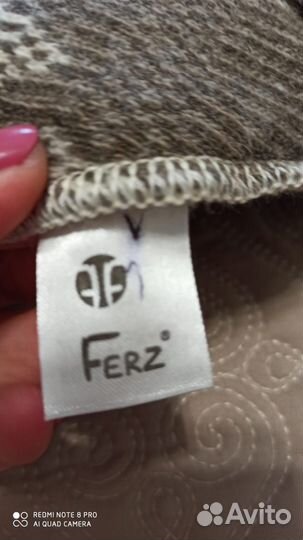 FERZ®
REDMI NOTE 8 PRO
AI QUAD CAMERA
Avito